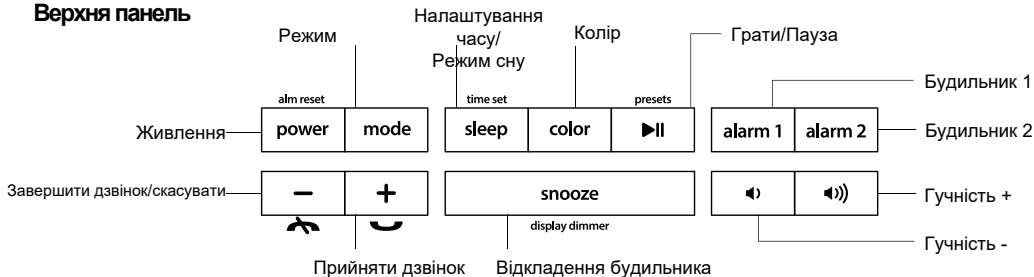 Верхня панель
Режим
Налаштування
часу/
Режим сну
Колір
Грати/Пауза
Будильник 1
alm reset
time set
presets
Живлення
power
mode
sleep
color
alarm 1
alarm 2
Будильник 2
Завершити дзвінок/скасувати
snooze
Гучність +
display dimmer
Гучність -
Прийняти дзвінок
Відкладення будильника